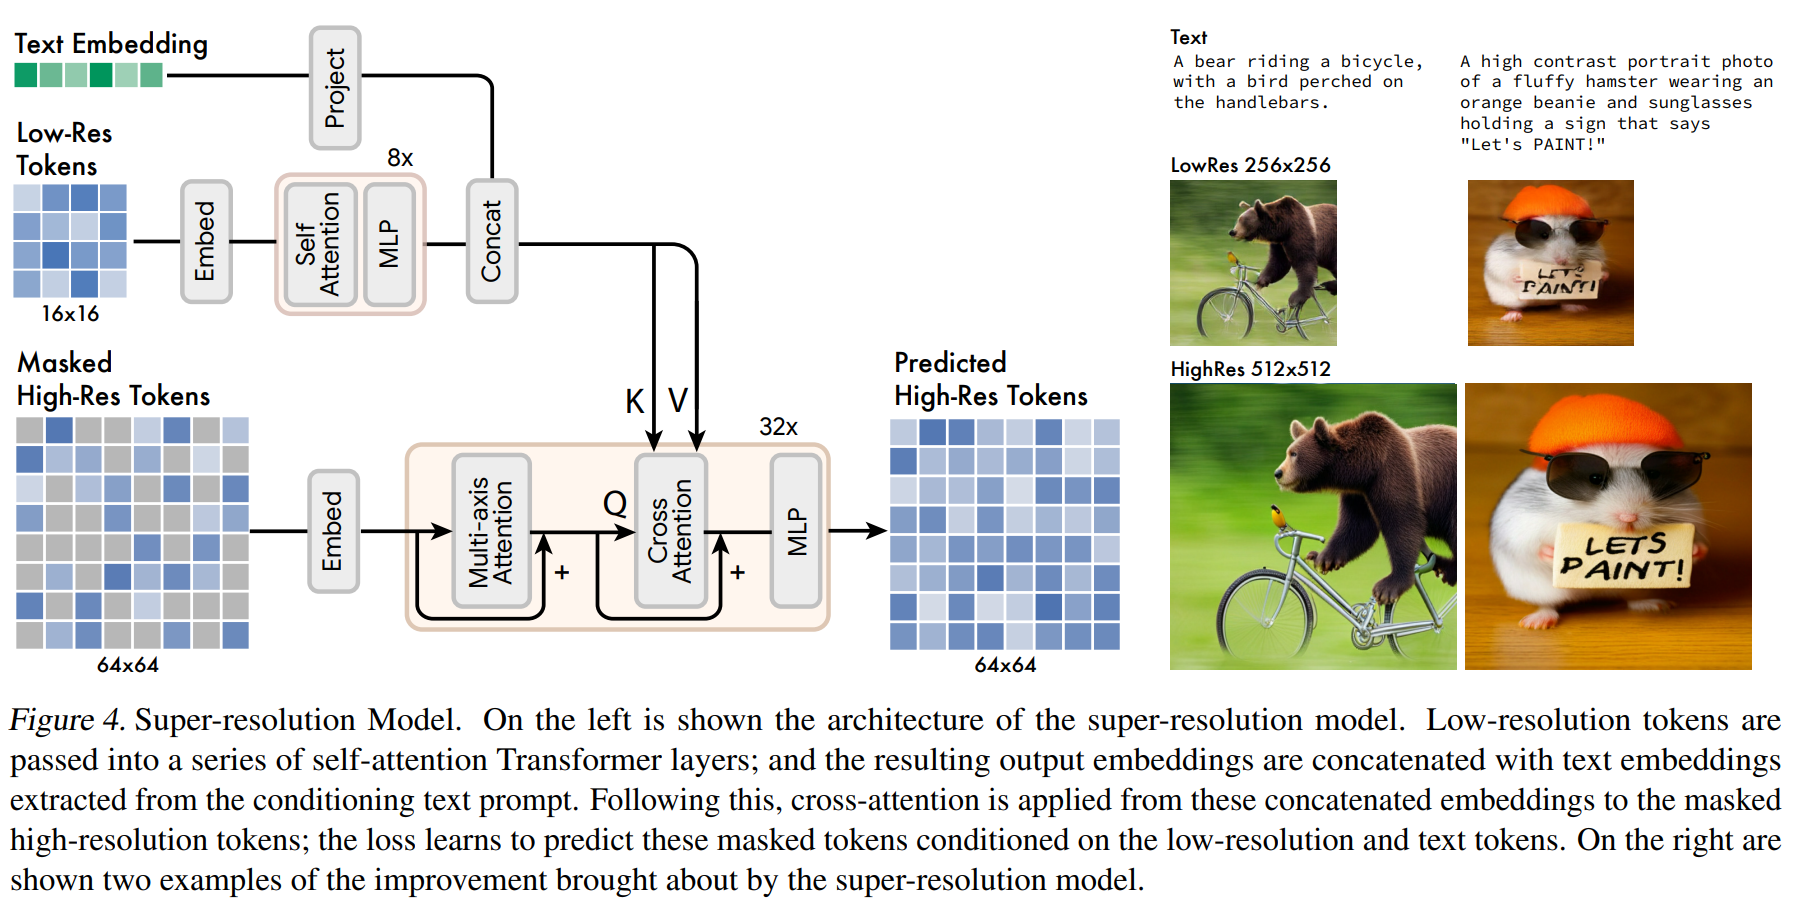 Text Embedding
Project
Low-Res
Tokens
8x
Embed
Self
Attention
MLP
Concat
16x16
Masked
High-Res Tokens
K
V
32x
Embed
Multi-axis
Attention
Q
Cross
Attention
MLP
+
+
64x64
Predicted
High-Res Tokens
64x64
Text
A bear riding a bicycle,
with a bird perched on
the handlebars.
A high contrast portrait photo
of a fluffy hamster wearing an
orange beanie and sunglasses
holding a sign that says
"Let's PAINT!"
LowRes 256x256
LET'S
PAINT!
HighRes 512x512
LETS
PAINT!
Figure 4. Super-resolution Model. On the left is shown the architecture of the super-resolution model. Low-resolution tokens are
passed into a series of self-attention Transformer layers; and the resulting output embeddings are concatenated with text embeddings
extracted from the conditioning text prompt. Following this, cross-attention is applied from these concatenated embeddings to the masked
high-resolution tokens; the loss learns to predict these masked tokens conditioned on the low-resolution and text tokens. On the right are
shown two examples of the improvement brought about by the super-resolution model.